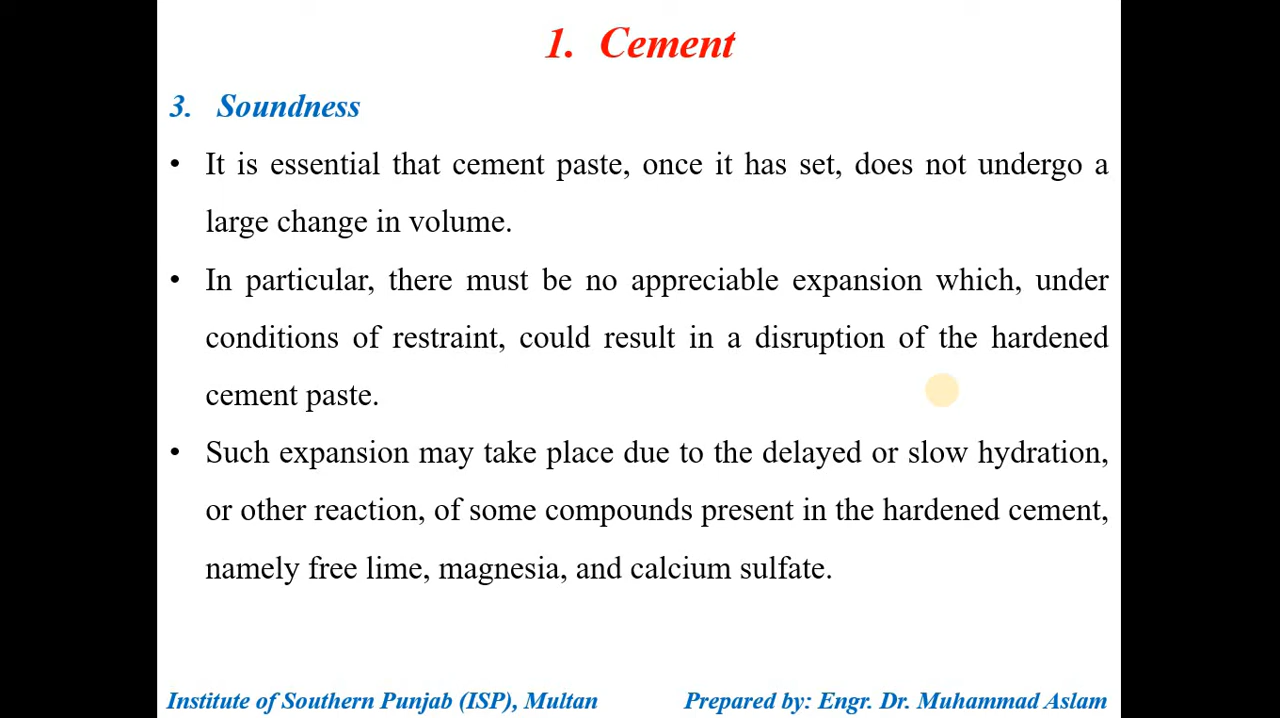 1. Cement
3. Soundness
• It is essential that cement paste, once it has set, does not undergo a
large change in volume.
• In particular, there must be no appreciable expansion which, under
conditions of restraint, could result in a disruption of the hardened
cement paste.
• Such expansion may take place due to the delayed or slow hydration,
or other reaction, of some compounds present in the hardened cement,
namely free lime, magnesia, and calcium sulfate.
Institute of Southern Punjab (ISP), Multan
Prepared by: Engr. Dr. Muhammad Aslam